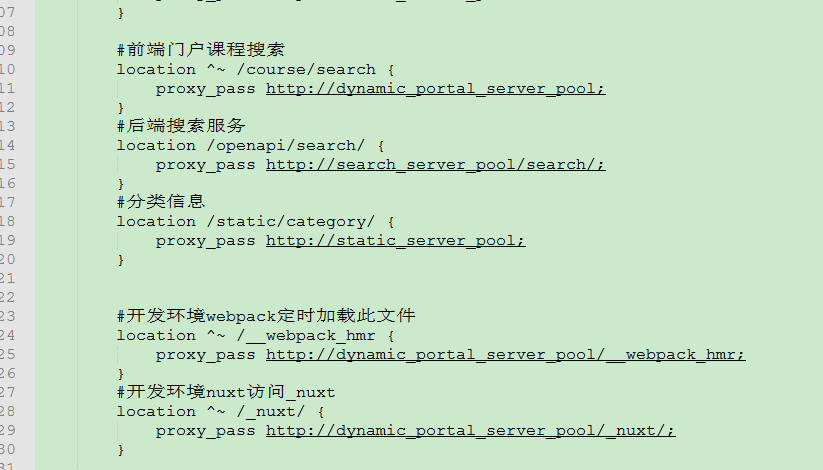 07 }
08
09 #前端门户课程搜索
10 location ^~ /course/search {
11 proxy_pass http://dynamic_portal_server_pool;
12 }
13 #后端搜索服务
14 location /openapi/search/ {
15 proxy_pass http://search_server_pool/search/;
16 }
17 #分类信息
18 location /static/category/ {
19 proxy_pass http://static_server_pool;
20 }
21
22
23 #开发环境webpack定时加载此文件
24 location ^~ /__webpack_hmr {
25 proxy_pass http://dynamic_portal_server_pool/__webpack_hmr;
26 }
27 #开发环境nuxt访问_nuxt
28 location ^~ /_nuxt/ {
29 proxy_pass http://dynamic_portal_server_pool/_nuxt/;
30 }
31